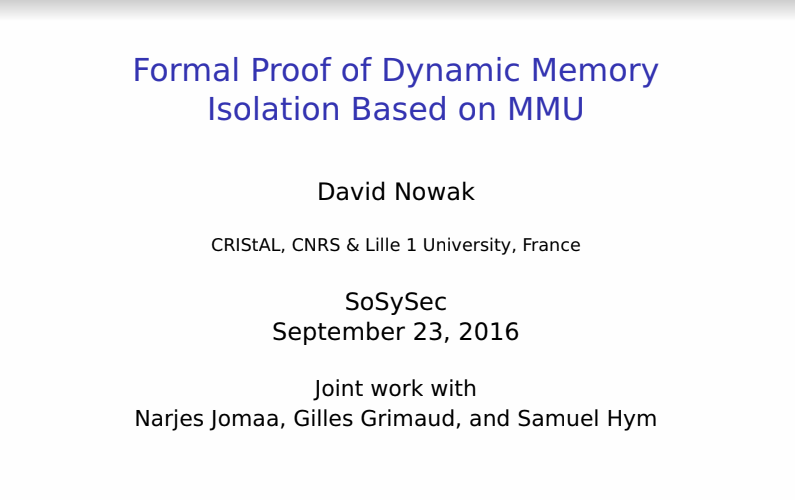 Formal Proof of Dynamic Memory
Isolation Based on MMU
David Nowak
CRIStAL, CNRS & Lille 1 University, France
SoSySec
September 23, 2016
Joint work with
Narjes Jomaa, Gilles Grimaud, and Samuel Hym